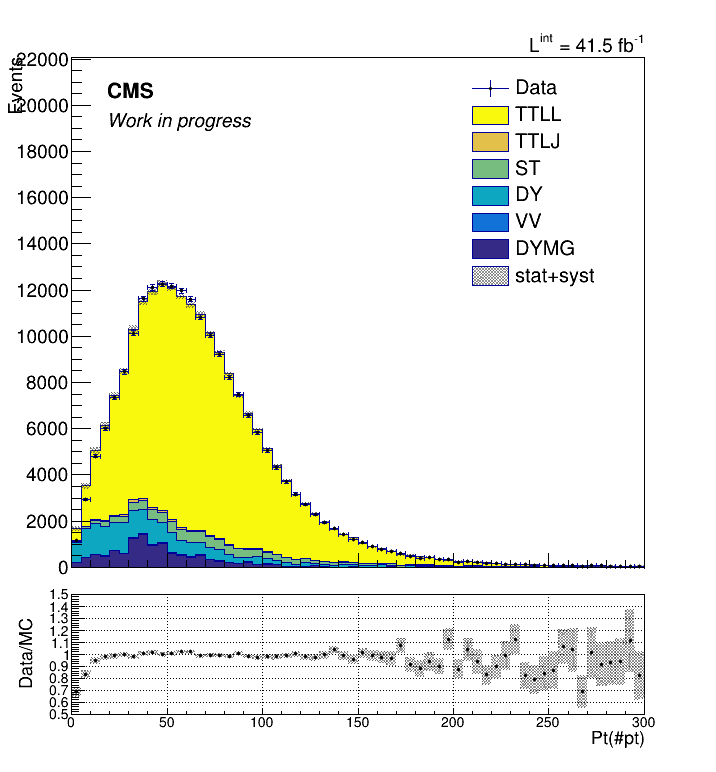 L^int = 41.5 fb^-1
Events
22000
20000
18000
16000
14000
12000
10000
8000
6000
4000
2000
0
CMS
Work in progress
Data
TTLL
TTLJ
ST
DY
VV
DYMG
stat+syst
Data/MC
1.5
1.4
1.3
1.2
1.1
1
0.9
0.8
0.7
0.6
0.5
0 50 100 150 200 250 300
Pt(#pt)